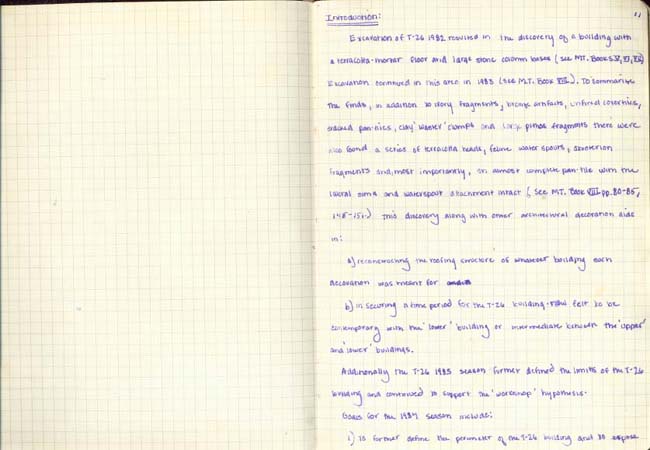 11
Introduction:
Excavation of T-26 1982 resulted in the discovery of a building with
a terracotta-mortar floor and large stone column bases (see M.T. Books V, VI, VII)
Excavation continued in this area in 1983 (see M.T. Book VIII). To summarize
the finds, in addition to ivory fragments, bronze artifacts, unfired coverings,
stacked pan-tiles, clay 'waster' clumps and large pithoi fragments there were
also found a series of terracotta heads, feline water spouts, akroterion
fragments and, most importantly, an almost complete pan-tile with the
lateral sima and waterspout attachment intact (see MT. Book VIII pp. 80-85,
148-151.) This discovery along with other architectural decoration aids
in:
a) reconstructing the roofing structure of whatever building each
decoration was meant for
b) in securing a time period for the T-26 building - now felt to be
contemporary with the 'lower' building or intermediate between the 'upper'
and 'lower' buildings.
Additionally the T-26 1983 season further defined the limits of the T-26
building and continued to support the 'workshop' hypothesis.
Goals for the 1984 season include:
1) to further define the perimeter of the T-26 building and to expose